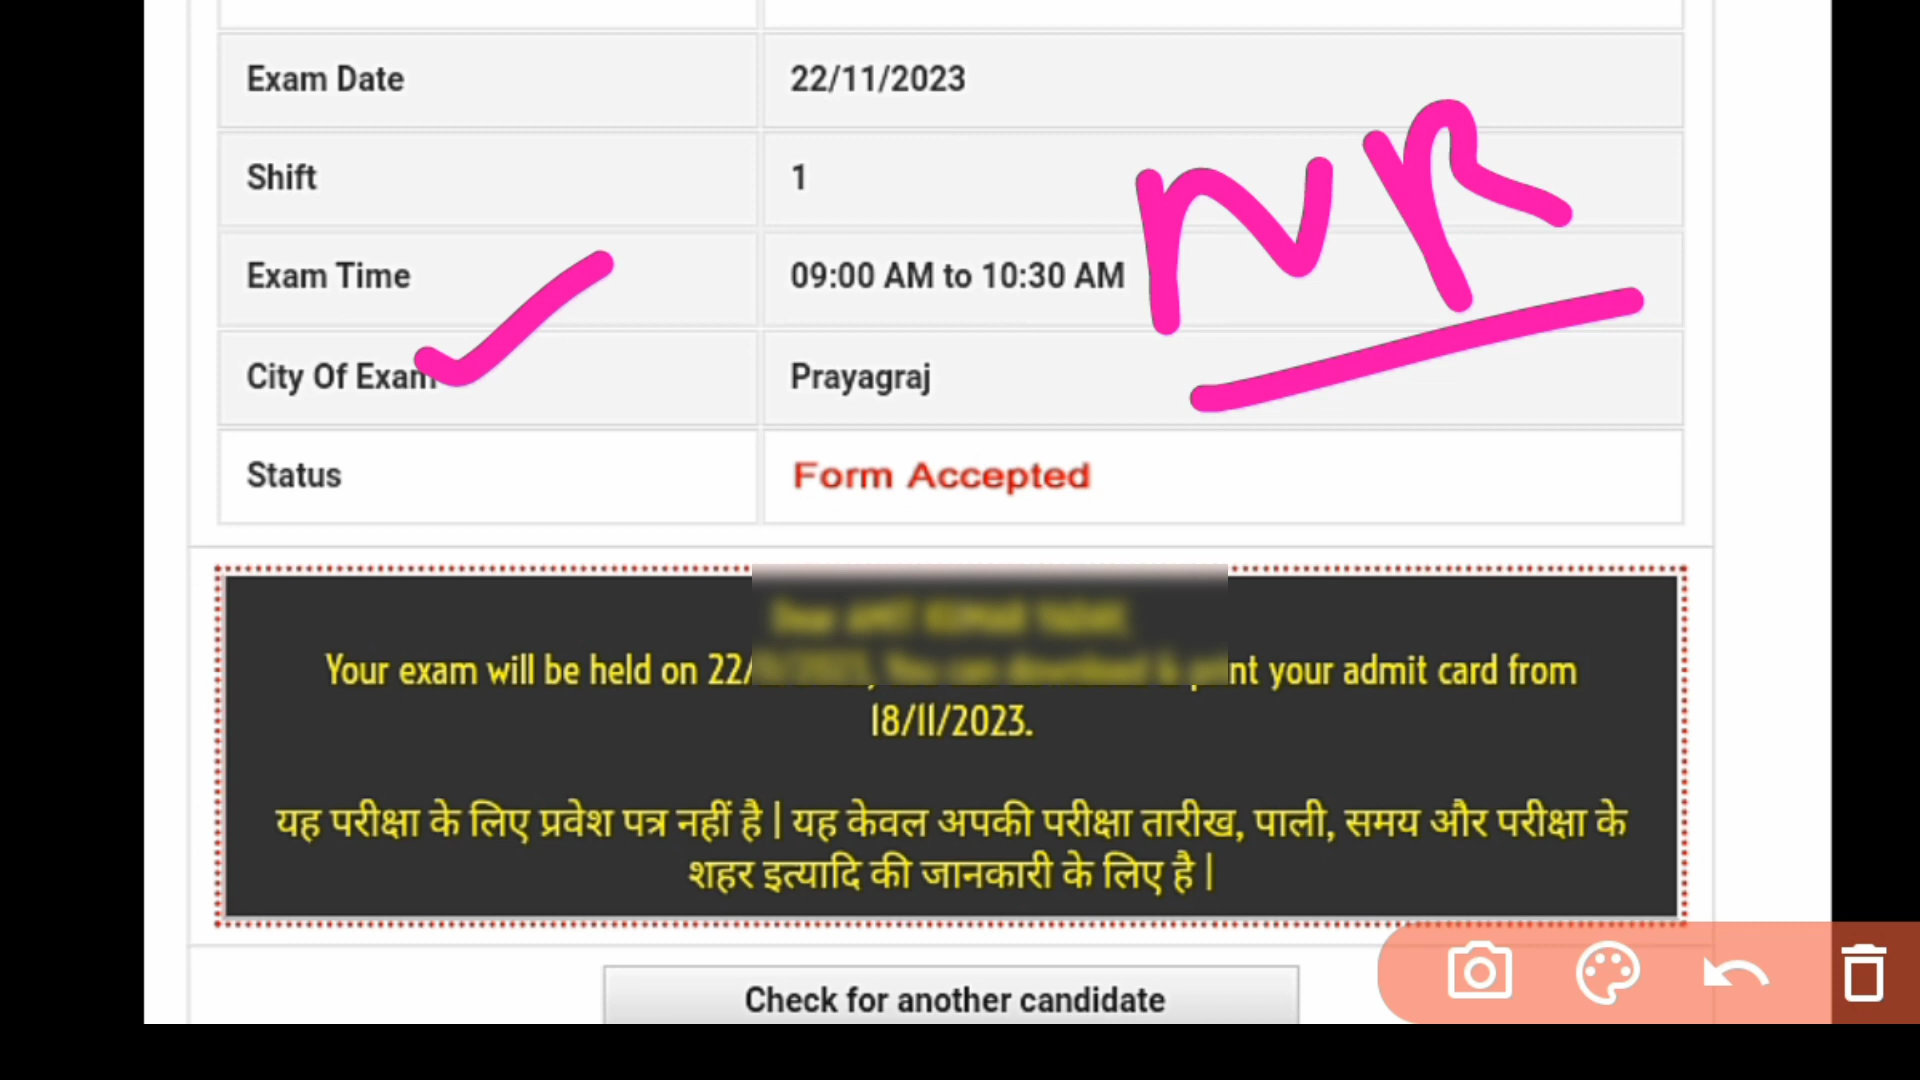 Exam Date 22/11/2023
Shift 1
Exam Time 09:00 AM to 10:30 AM
City Of Exam Prayagraj
NR
Status Form Accepted
Your exam will be held on 22/ nt your admit card from
18/11/2023.
यह परीक्षा के लिए प्रवेश पत्र नहीं है | यह केवल अपकी परीक्षा तारीख, पाली, समय और परीक्षा के
शहर इत्यादि की जानकारी के लिए है |
Check for another candidate